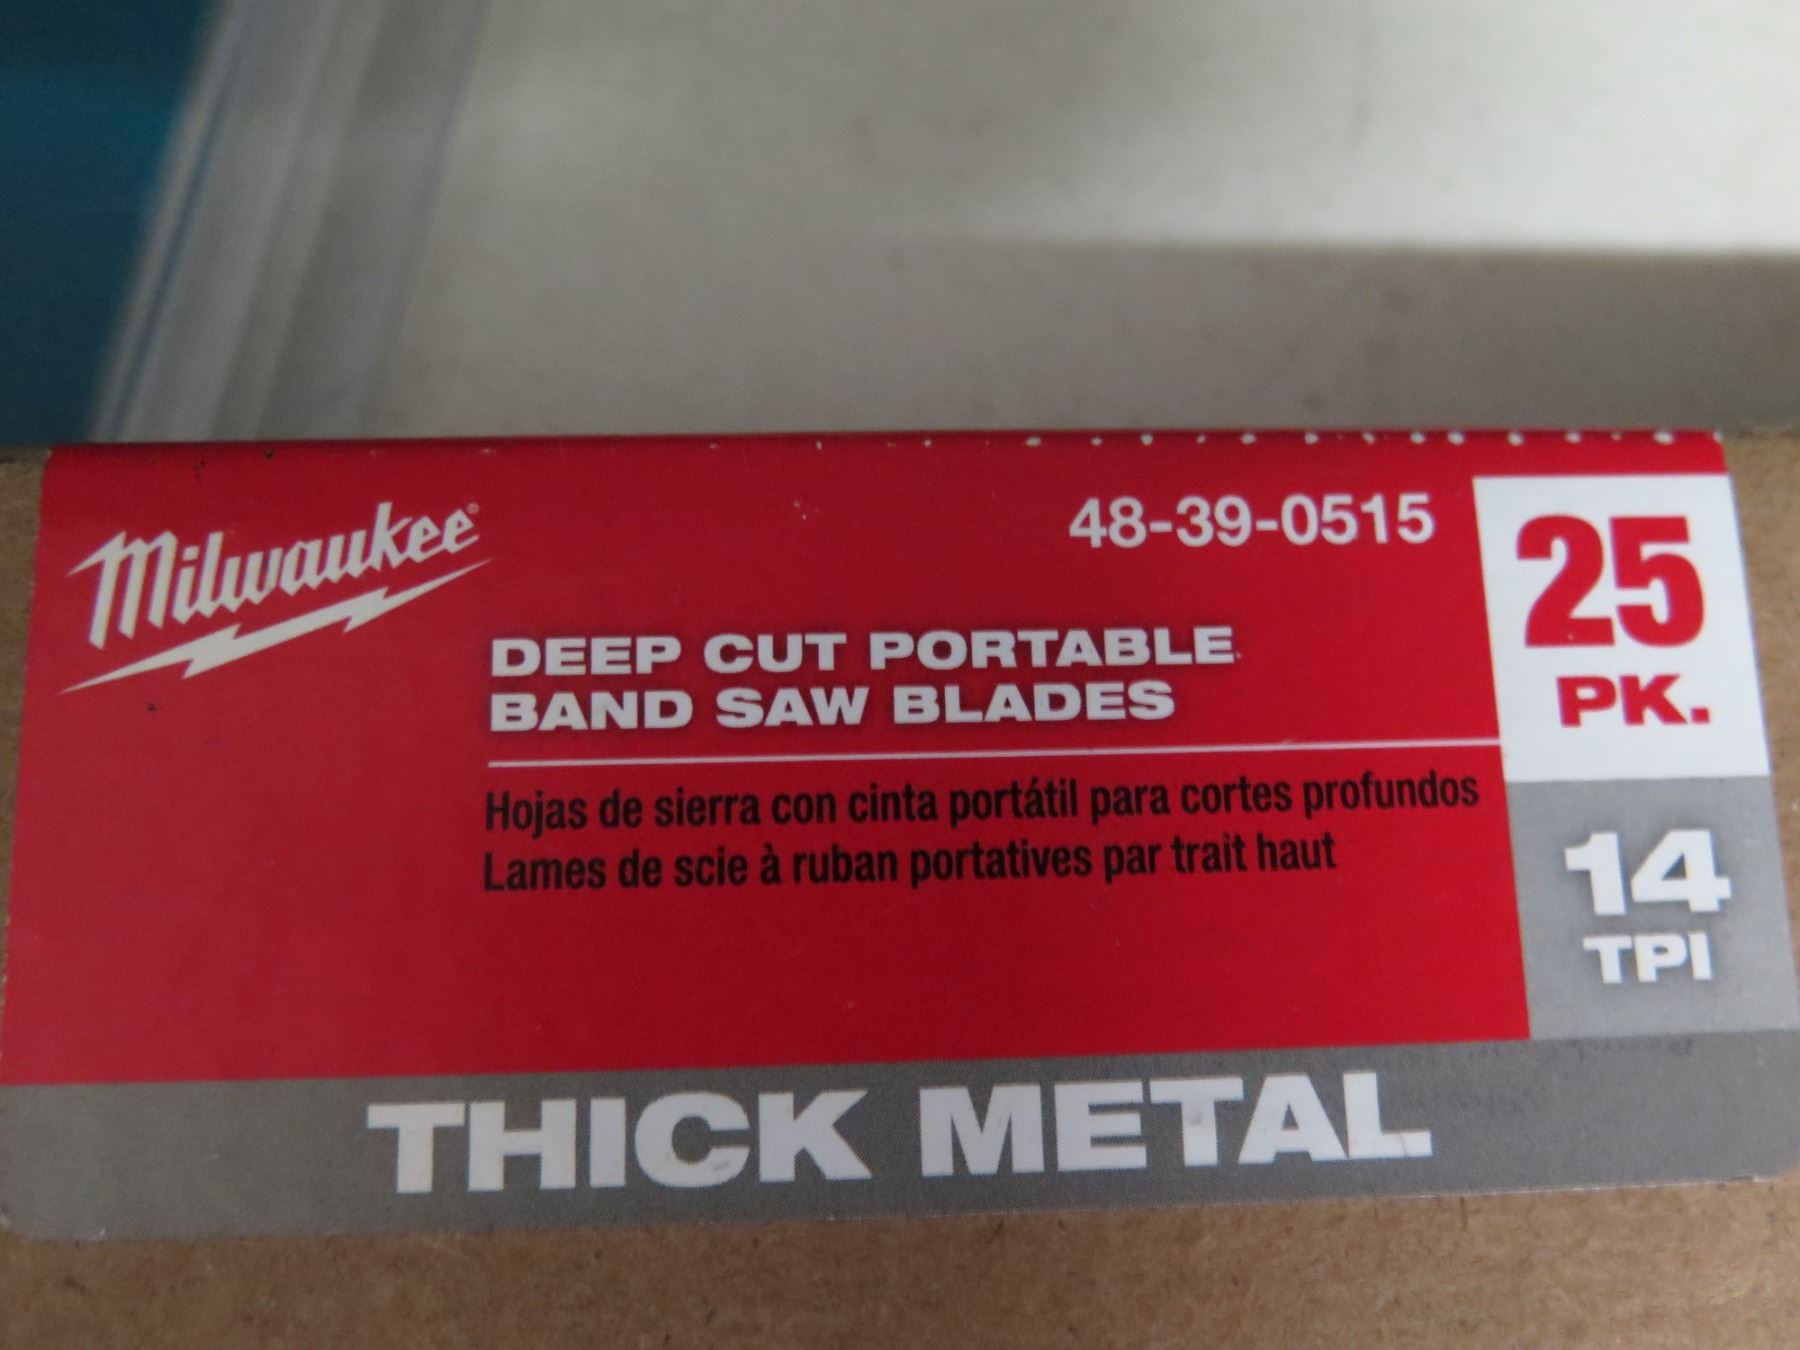 Milwaukee®
48-39-0515
25
PK.
DEEP CUT PORTABLE
BAND SAW BLADES
Hojas de sierra con cinta portátil para cortes profundos
Lames de scie à ruban portatives par trait haut
14
TPI
THICK METAL